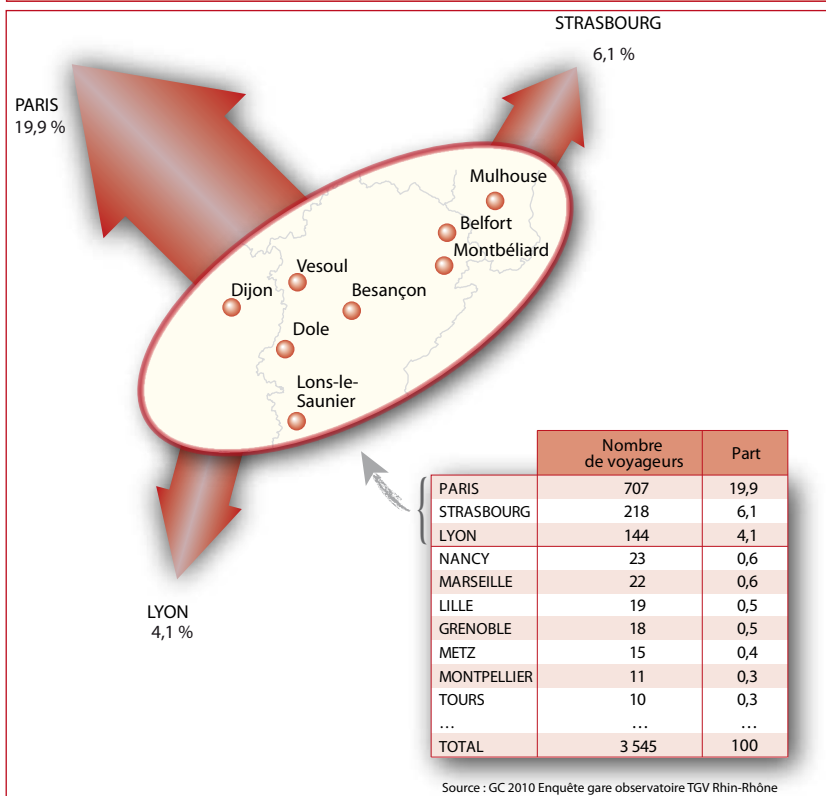 STRASBOURG
6,1 %
PARIS
19,9 %
Mulhouse
Belfort
Montbéliard
Vesoul
Dijon
Besançon
Dole
Lons-le-
Saunier
LYON
4,1 %
Nombre
de voyageurs
Part
PARIS 707 19,9
STRASBOURG 218 6,1
LYON 144 4,1
NANCY 23 0,6
MARSEILLE 22 0,6
LILLE 19 0,5
GRENOBLE 18 0,5
METZ 15 0,4
MONTPELLIER 11 0,3
TOURS 10 0,3
... ... ...
TOTAL 3 545 100
Source : GC 2010 Enquête gare observatoire TGV Rhin-Rhône